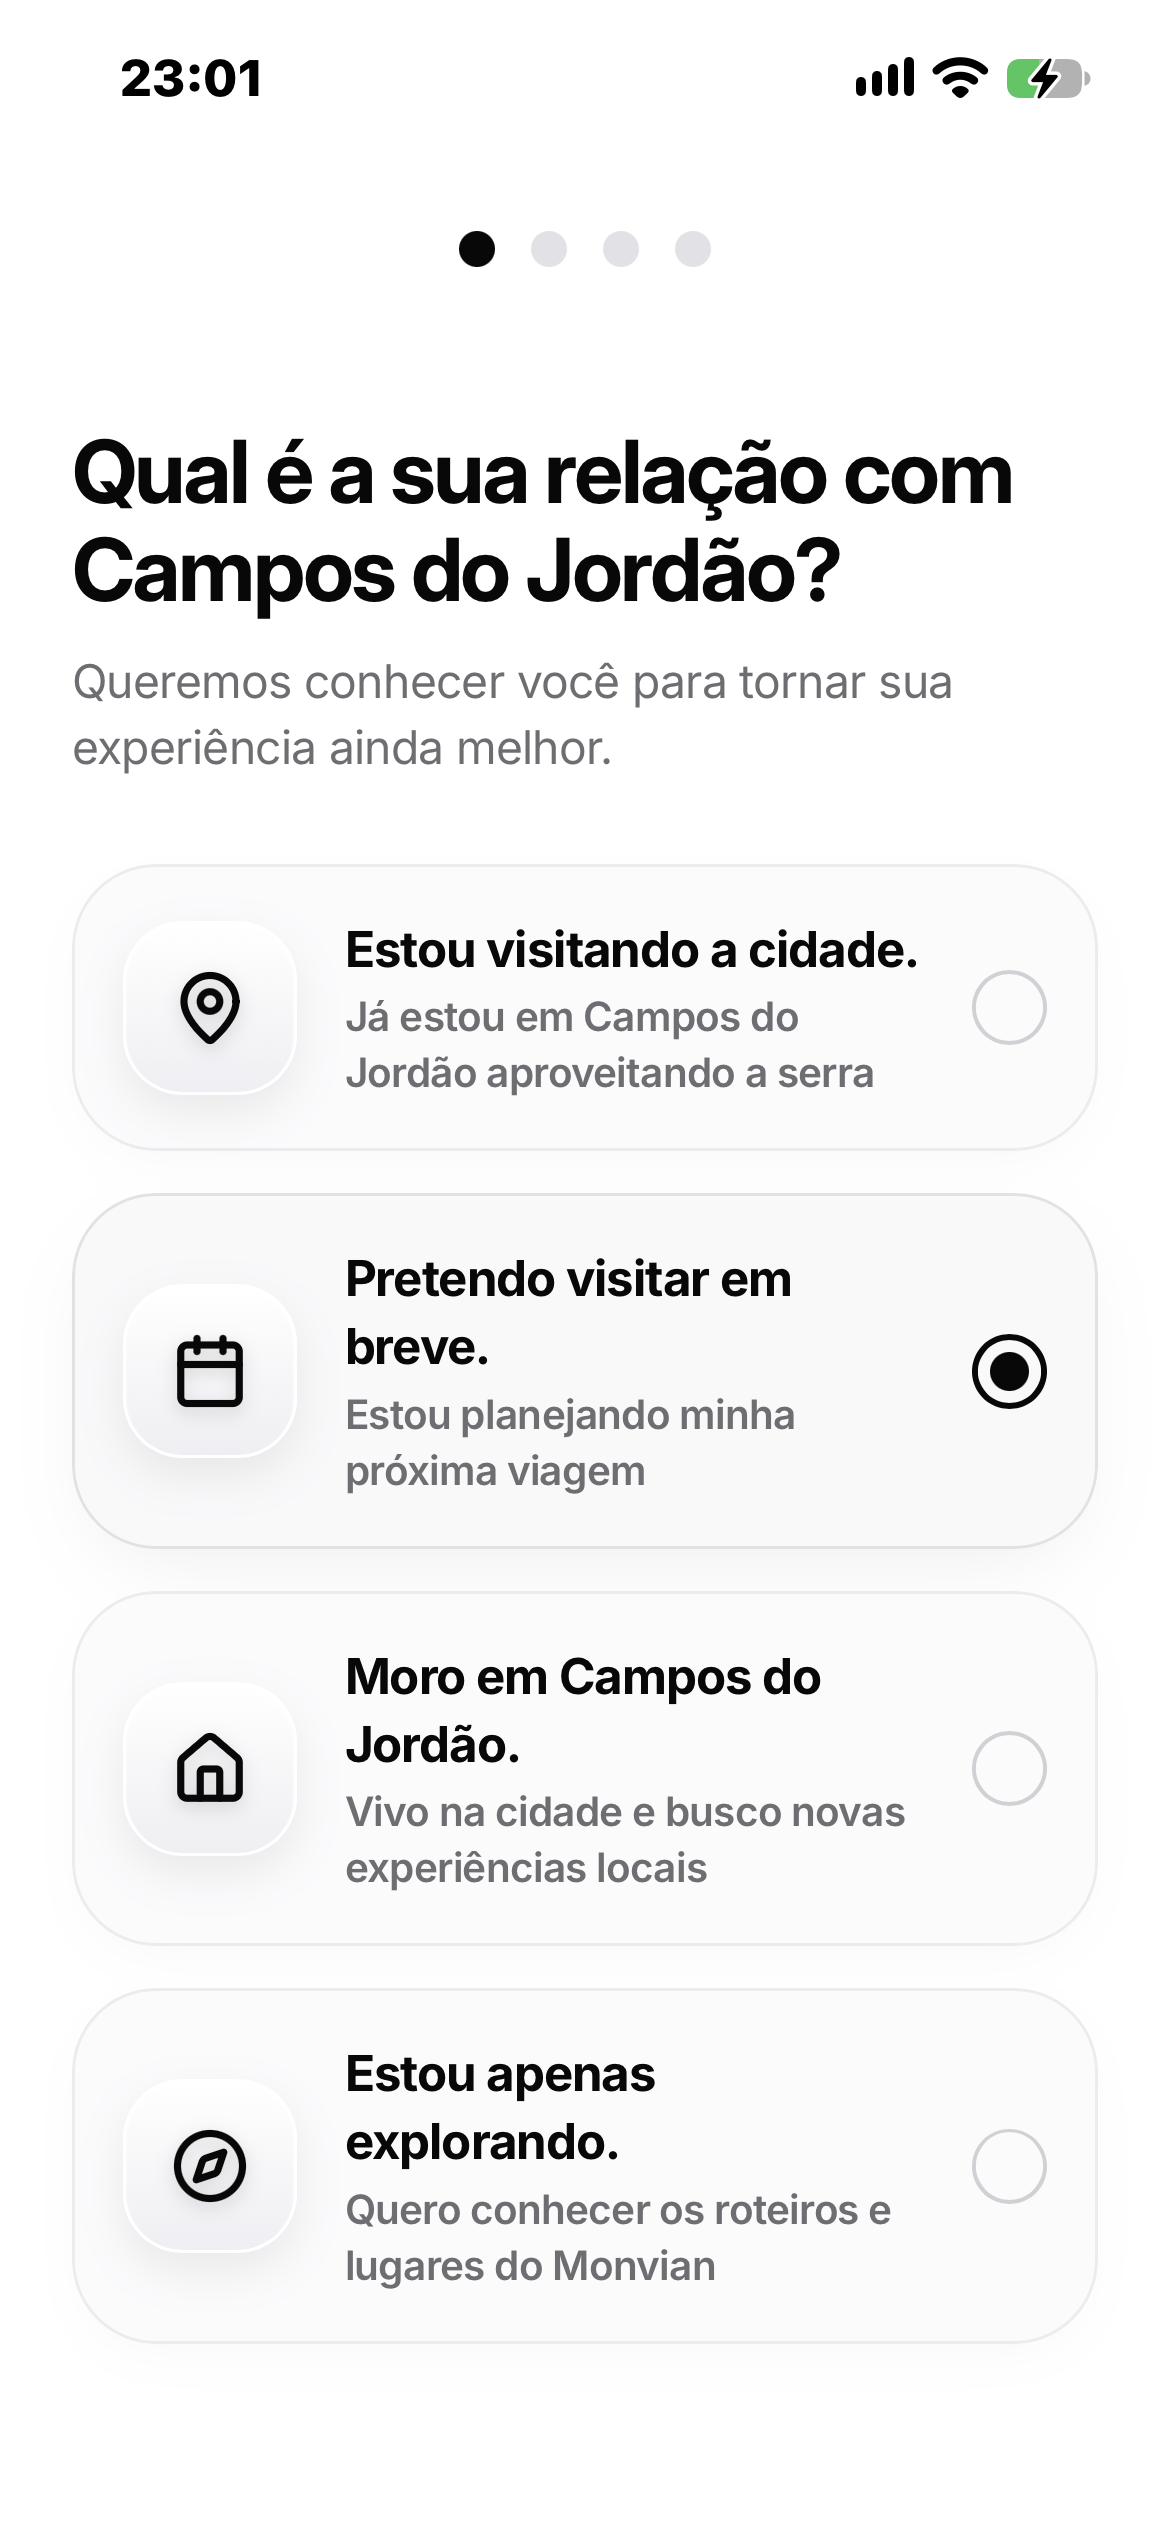 23:01
Qual é a sua relação com
Campos do Jordão?
Queremos conhecer você para tornar sua
experiência ainda melhor.
Estou visitando a cidade.
Já estou em Campos do
Jordão aproveitando a serra
Pretendo visitar em
breve.
Estou planejando minha
próxima viagem
Moro em Campos do
Jordão.
Vivo na cidade e busco novas
experiências locais
Estou apenas
explorando.
Quero conhecer os roteiros e
lugares do Monvian